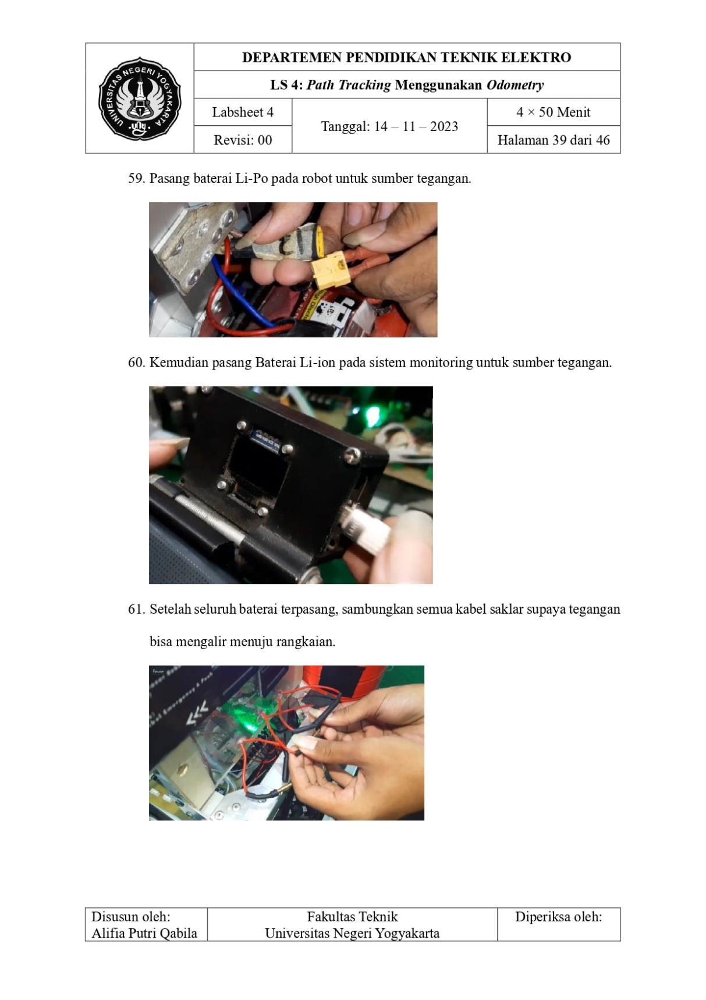 UNIVERSITAS NEGERI YOGYAKARTA
uny
DEPARTEMEN PENDIDIKAN TEKNIK ELEKTRO
LS 4: Path Tracking Menggunakan Odometry
Labsheet 4
Revisi: 00
Tanggal: 14 – 11 – 2023
4 × 50 Menit
Halaman 39 dari 46
59. Pasang baterai Li-Po pada robot untuk sumber tegangan.
60. Kemudian pasang Baterai Li-ion pada sistem monitoring untuk sumber tegangan.
61. Setelah seluruh baterai terpasang, sambungkan semua kabel saklar supaya tegangan
bisa mengalir menuju rangkaian.
Pause
Disusun oleh:
Alifia Putri Qabila
Fakultas Teknik
Universitas Negeri Yogyakarta
Diperiksa oleh: